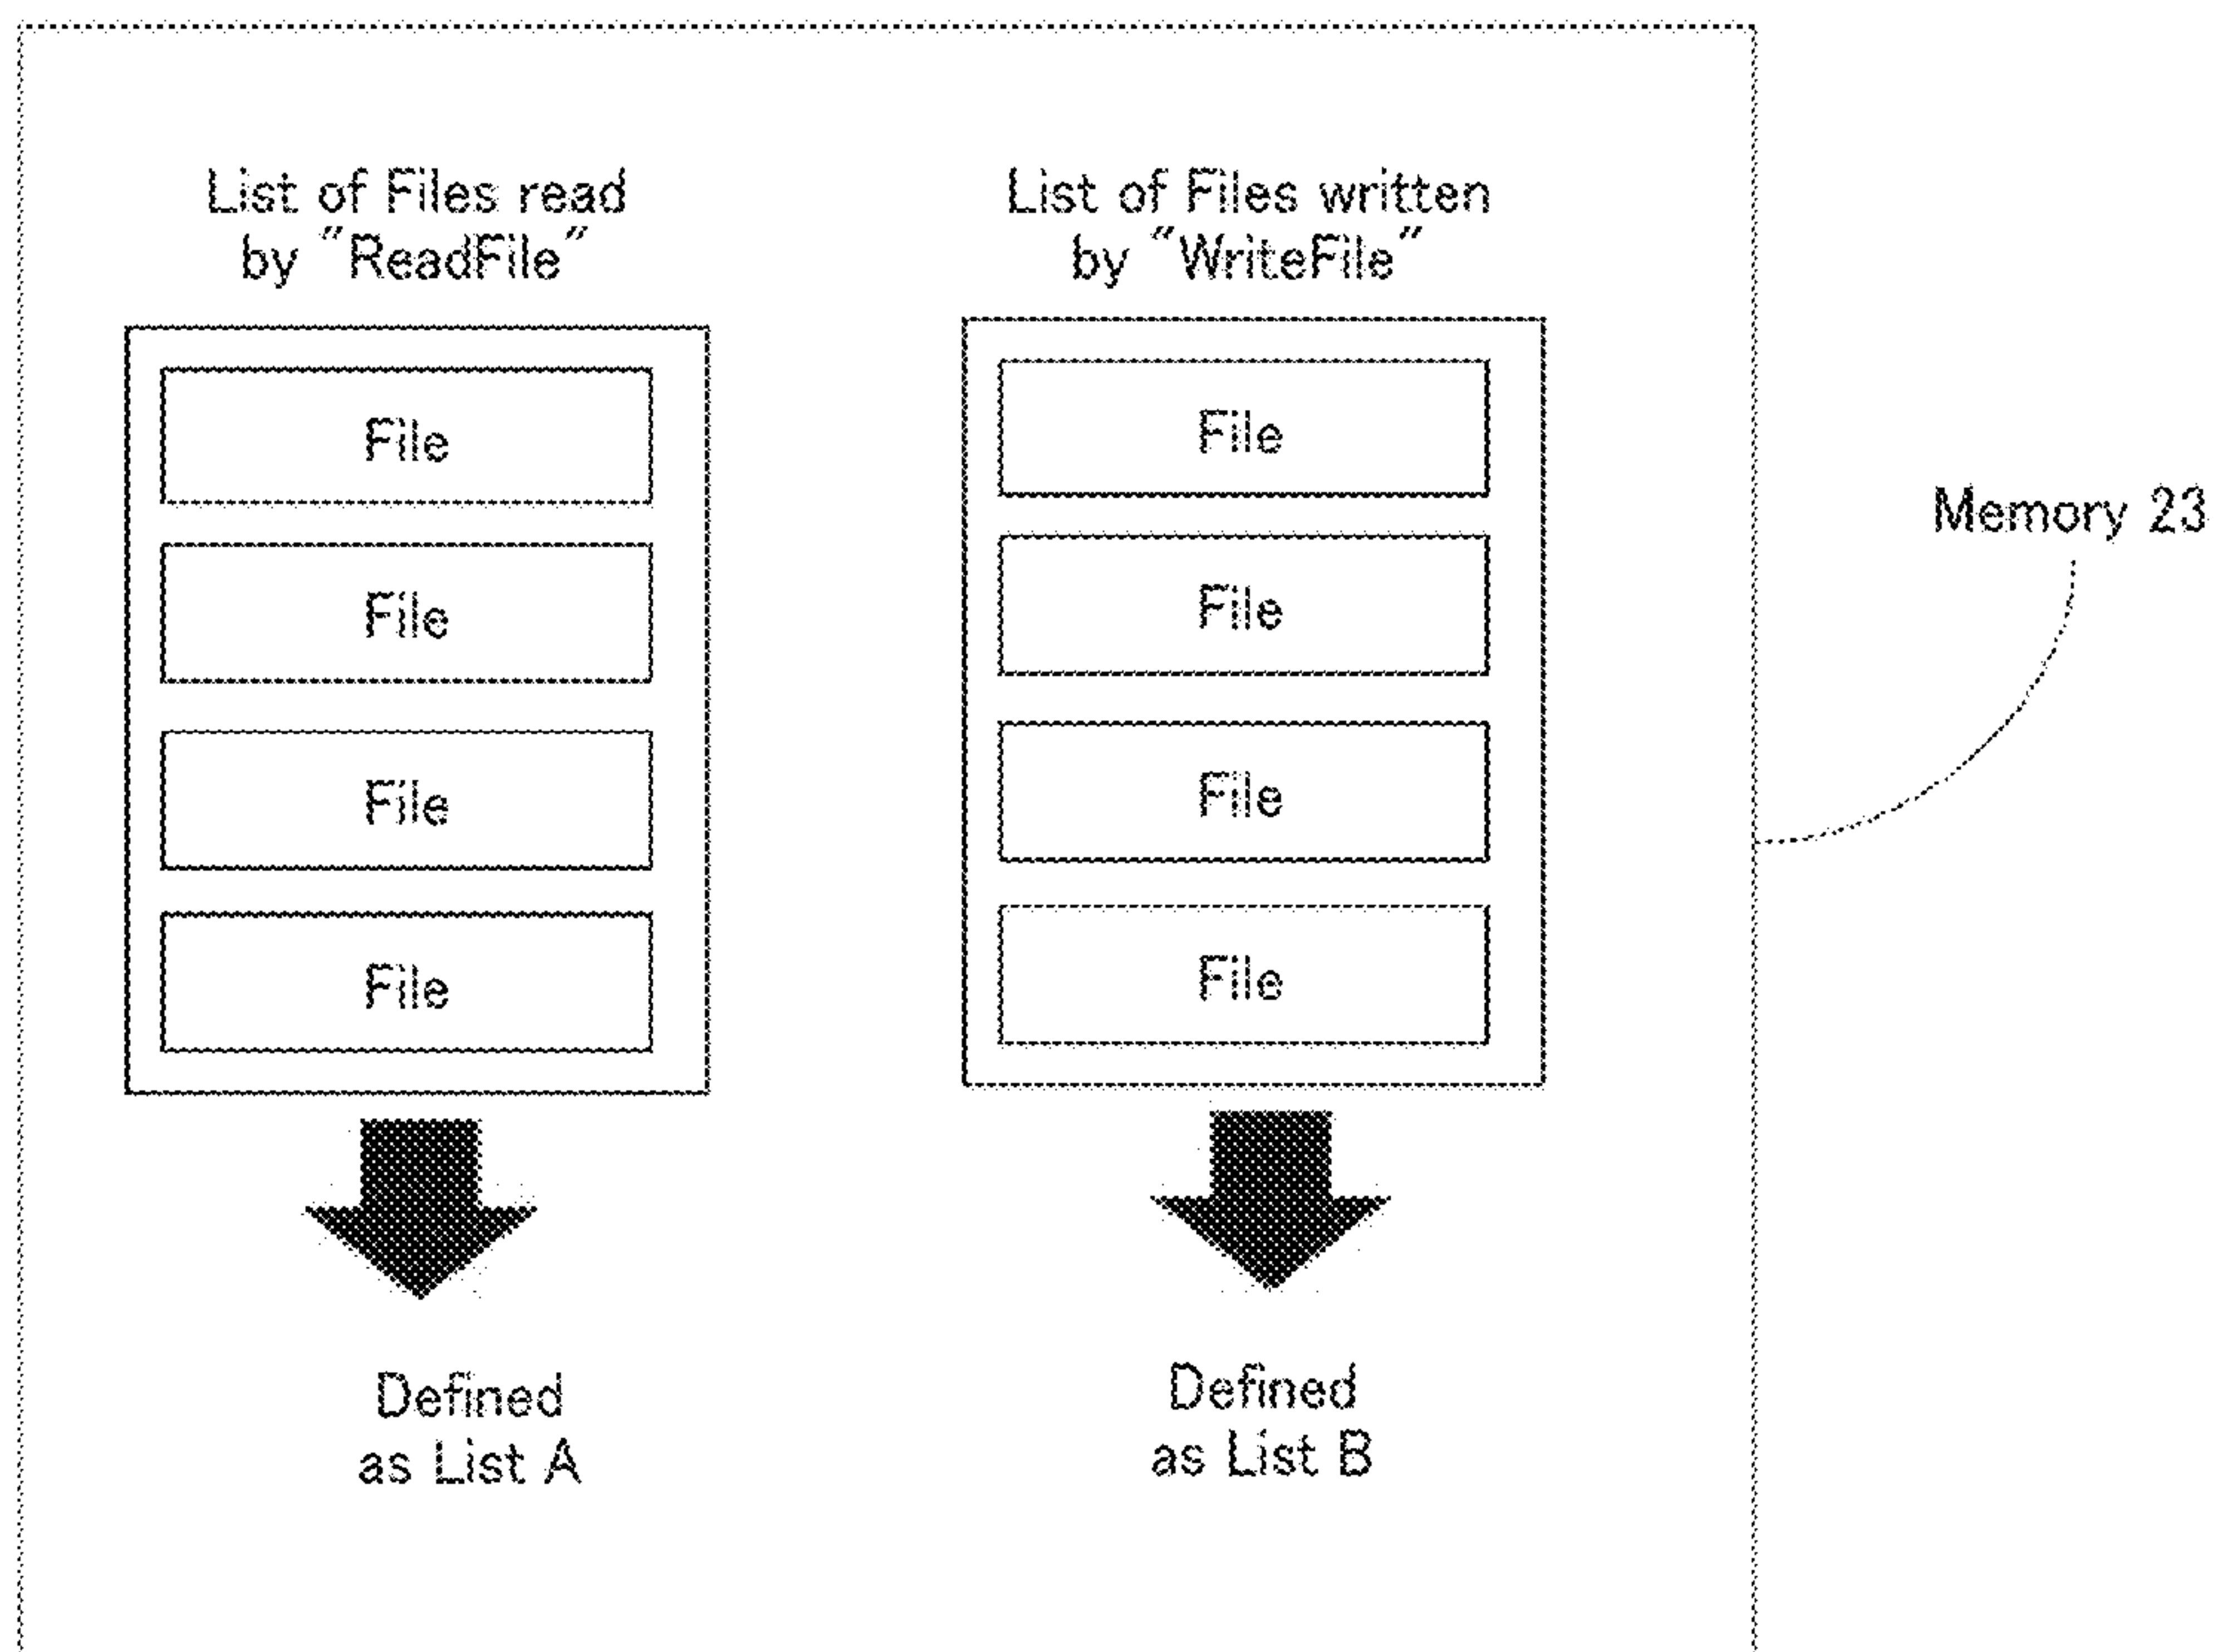 List of Files read
by "ReadFile"
File
File
File
File
Defined
as List A
List of Files written
by "WriteFile"
File
File
File
File
Defined
as List B
Memory 23